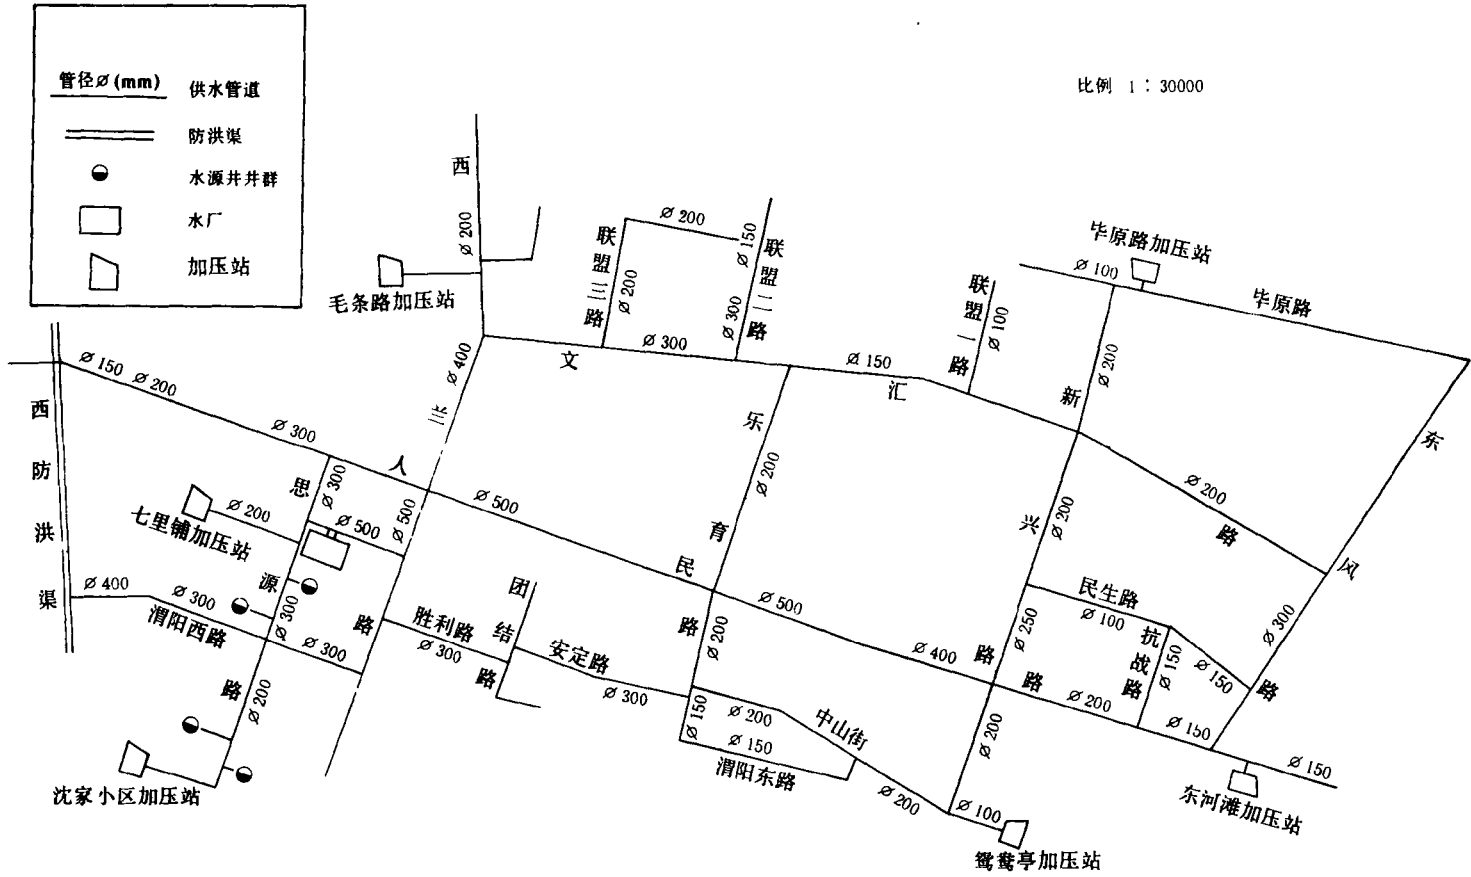 管径Ø(mm)
供水管道
防洪渠
水源井井群
水厂
加压站
比例 1：30000
西
Ø 200
毛条路加压站
Ø 400
兰
Ø 500
路
联盟三路
Ø 200
Ø 200
Ø 150
联盟二路
Ø 300
文
Ø 300
Ø 150
汇
联盟一路
Ø 100
毕原路加压站
Ø 100
毕原路
Ø 200
新
Ø 200
兴
Ø 250
路
Ø 200
Ø 200
路
东
风
Ø 300
路
西防洪渠
Ø 150 Ø 200
Ø 300
人
Ø 500
民
Ø 500
Ø 400
路
Ø 200
Ø 150
Ø 150
思
Ø 300
源
Ø 300
路
Ø 200
七里铺加压站
Ø 200
Ø 500
Ø 400
Ø 300
渭阳西路
Ø 300
沈家小区加压站
胜利路
Ø 300
团结路
安定路
Ø 300
乐
Ø 200
育
路
Ø 200
Ø 150
Ø 200
中山街
Ø 150
渭阳东路
Ø 200
Ø 100
鸳鸯亭加压站
民生路
Ø 100
抗战路
Ø 150
Ø 150
东河滩加压站